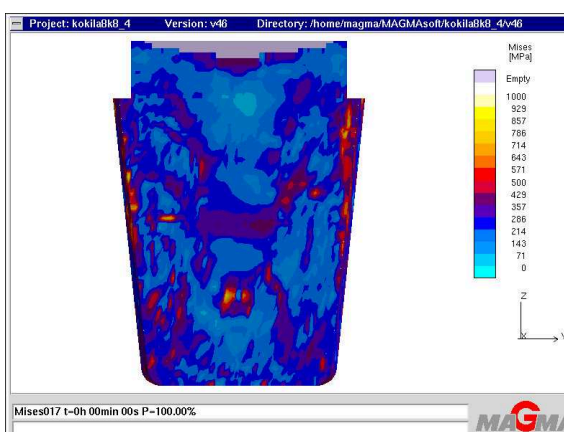 Project: kokila8k8_4 Version: v46 Directory: /home/magma/MAGMAsoft/kokila8k8_4/v46
Mises
[MPa]
Empty
1000
929
857
786
714
643
571
500
429
357
286
214
143
71
0
Z
X Y
Mises017 t=0h 00min 00s P=100.00%
MAGMA